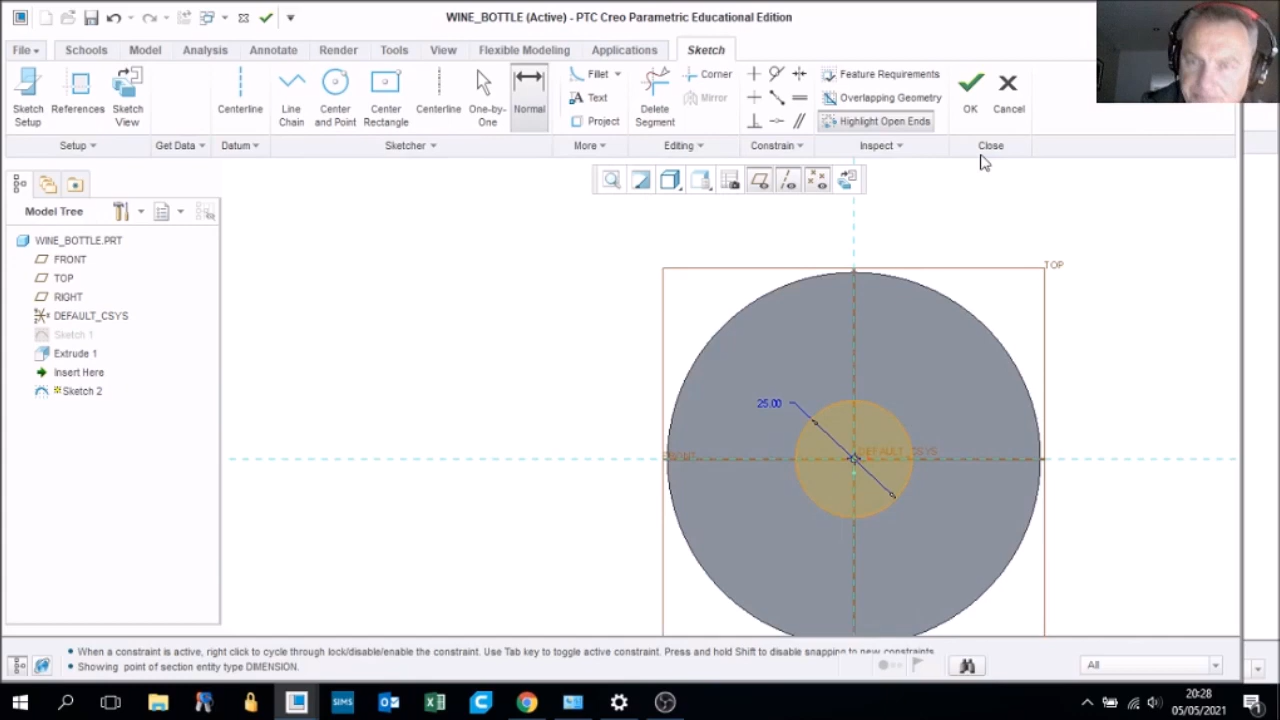 WINE_BOTTLE (Active) - PTC Creo Parametric Educational Edition
File Schools Model Analysis Annotate Render Tools View Flexible Modeling Applications Sketch
Sketch Setup
References
Sketch View
Centerline
Line Chain
Center and Point
Center Rectangle
Centerline
One-by-One
Normal
Fillet
Text
Project
Delete Segment
Corner
Mirror
Feature Requirements
Overlapping Geometry
Highlight Open Ends
OK
Cancel
Setup Get Data Datum Sketcher More Editing Constrain Inspect Close
Model Tree
WINE_BOTTLE.PRT
FRONT
TOP
RIGHT
DEFAULT_CSYS
Sketch 1
Extrude 1
Insert Here
Sketch 2
TOP
25.00
DEFAULT_CSYS
FRONT
• When a constraint is active, right click to cycle through lock/disable/enable the constraint. Use Tab key to toggle active constraint. Press and hold Shift to disable snapping to new constraints.
• Showing point of section entity type DIMENSION.
All
SIMS
20:28
05/05/2021